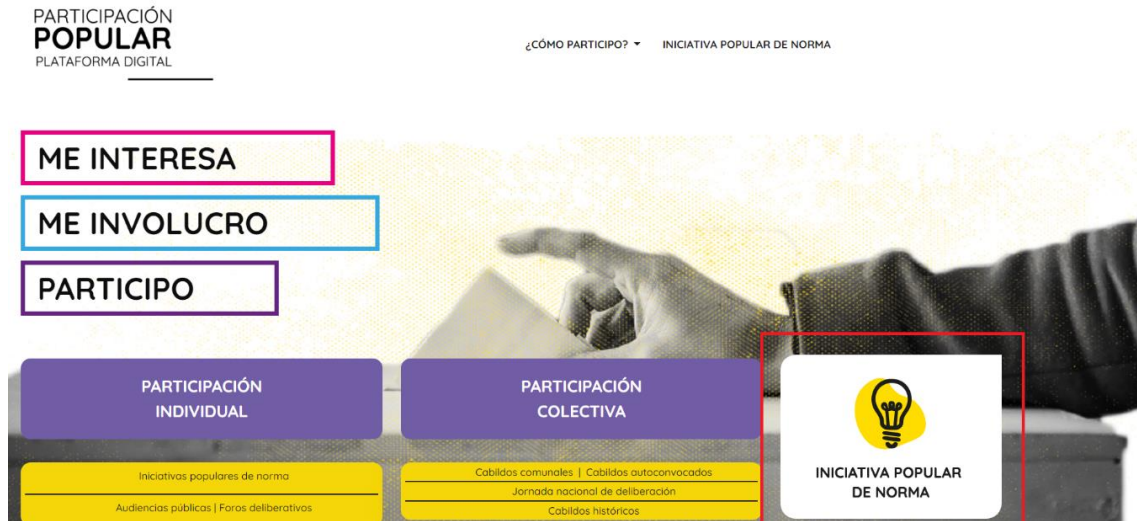 PARTICIPACIÓN
POPULAR
PLATAFORMA DIGITAL
¿CÓMO PARTICIPO?
INICIATIVA POPULAR DE NORMA
ME INTERESA
ME INVOLUCRO
PARTICIPO
PARTICIPACIÓN
INDIVIDUAL
Iniciativas populares de norma
Audiencias públicas | Foros deliberativos
PARTICIPACIÓN
COLECTIVA
Cabildos comunales | Cabildos autoconvocados
Jornada nacional de deliberación
Cabildos históricos
INICIATIVA POPULAR
DE NORMA